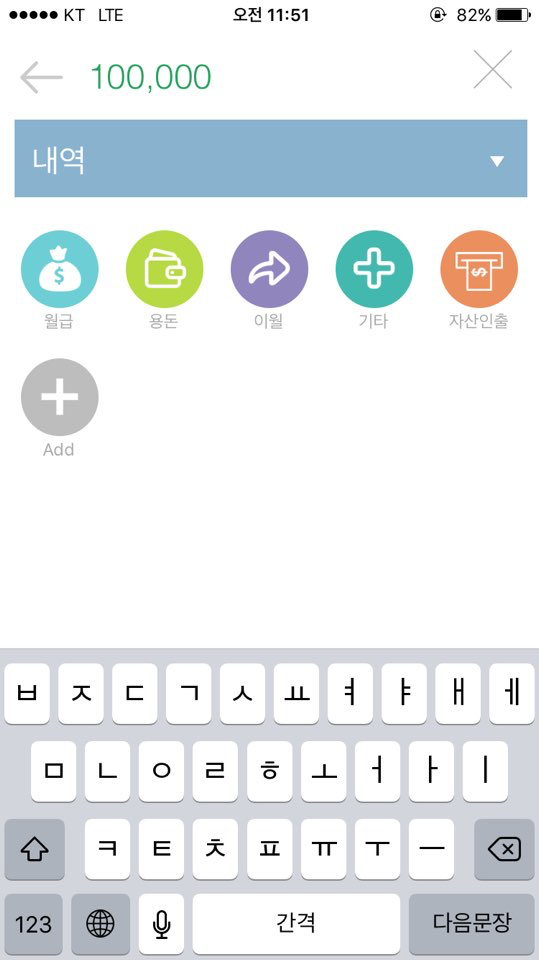 KT LTE 오전 11:51 82%
100,000
내역
월급 용돈 이월 기타 자산인출
Add
ㅂ ㅈ ㄷ ㄱ ㅅ ㅛ ㅕ ㅑ ㅐ ㅔ
ㅁ ㄴ ㅇ ㄹ ㅎ ㅗ ㅓ ㅏ ㅣ
ㅋ ㅌ ㅊ ㅍ ㅠ ㅜ ㅡ
123 간격 다음문장